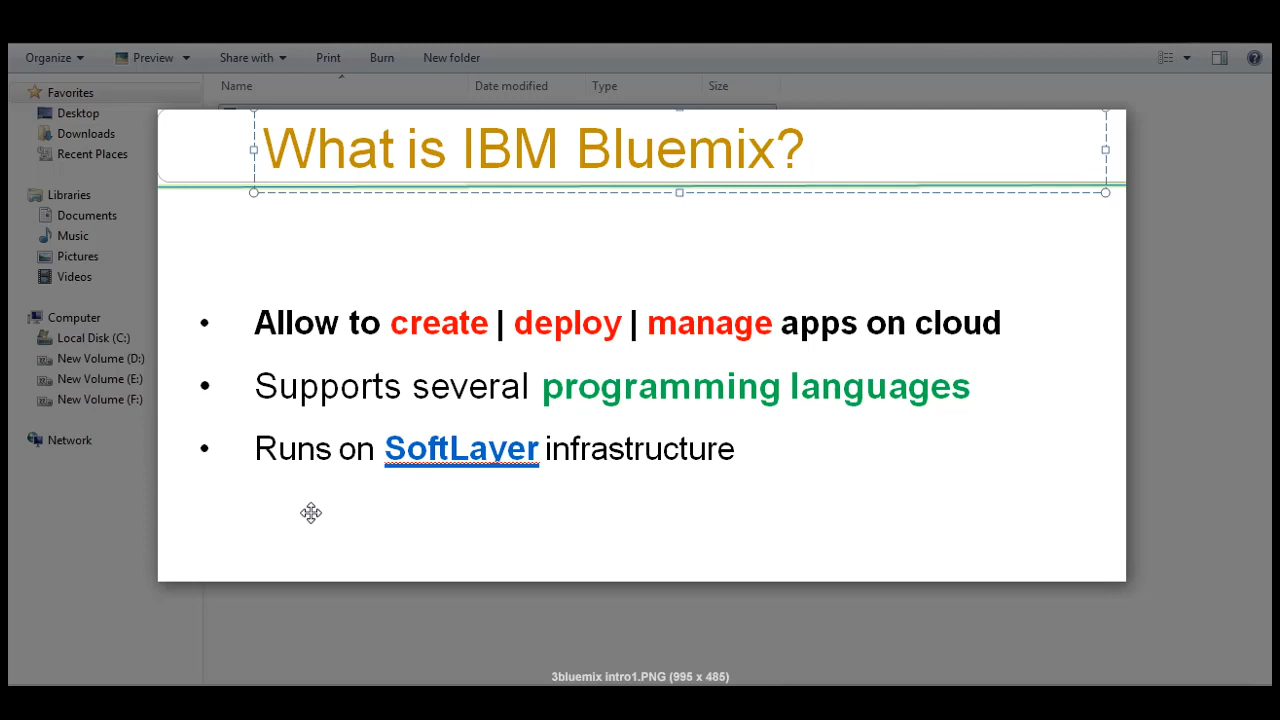 Organize Preview Share with Print Burn New folder
Name Date modified Type Size
Favorites
Desktop
Downloads
Recent Places
Libraries
Documents
Music
Pictures
Videos
Computer
Local Disk (C:)
New Volume (D:)
New Volume (E:)
New Volume (F:)
Network
What is IBM Bluemix?
• Allow to create | deploy | manage apps on cloud
• Supports several programming languages
• Runs on SoftLayer infrastructure
3bluemix intro1.PNG (995 x 485)